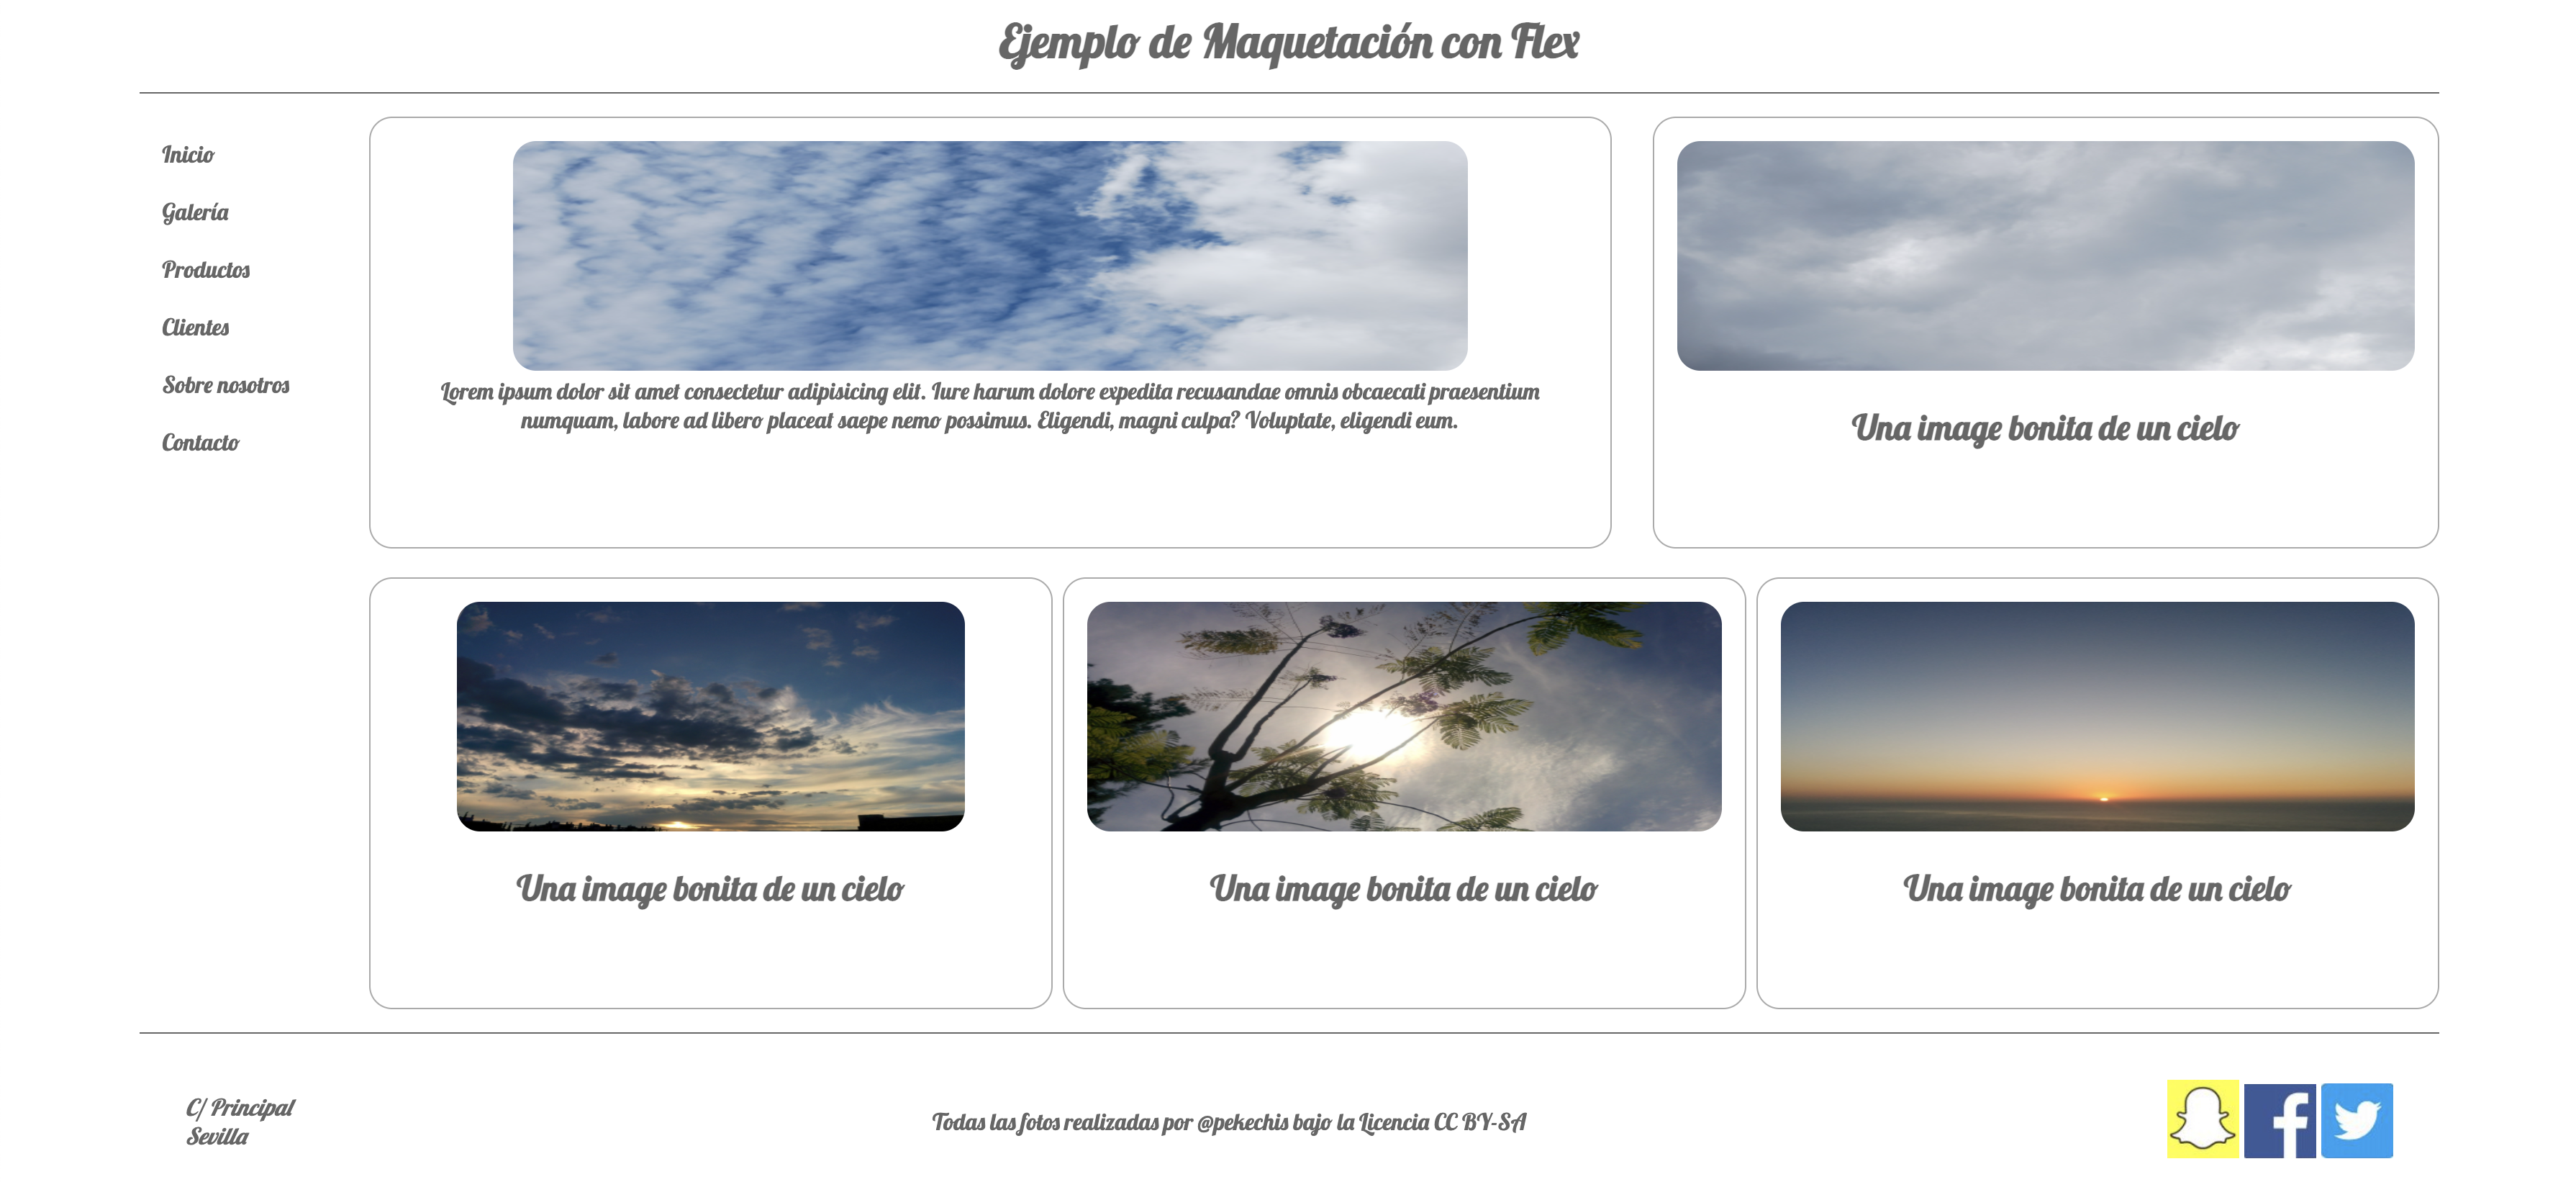 Ejemplo de Maquetación con Flex
Inicio
Galería
Productos
Clientes
Sobre nosotros
Contacto
Lorem ipsum dolor sit amet consectetur adipisicing elit. Iure harum dolore expedita recusandae omnis obcaecati praesentium
numquam, labore ad libero placeat saepe nemo possimus. Eligendi, magni culpa? Voluptate, eligendi eum.
Una image bonita de un cielo
Una image bonita de un cielo
Una image bonita de un cielo
Una image bonita de un cielo
C/ Principal
Sevilla
Todas las fotos realizadas por @pekechis bajo la Licencia CC BY-SA